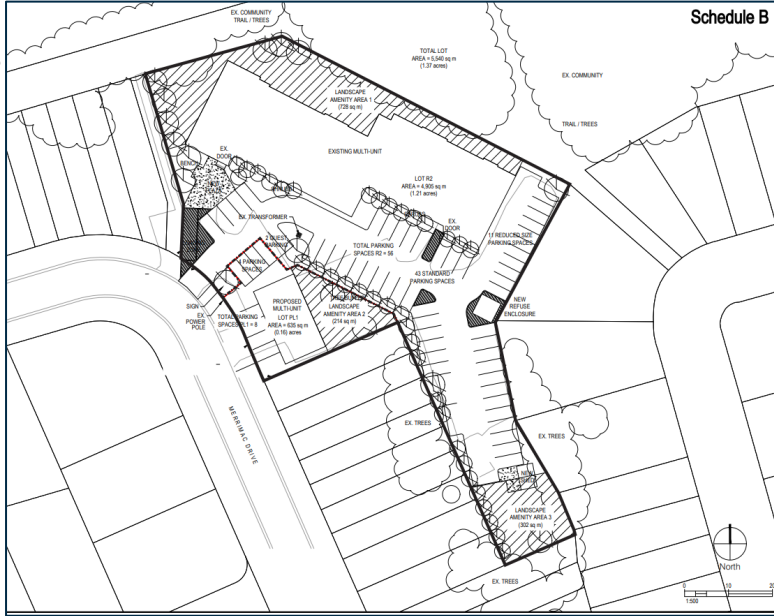 Schedule B
EX. COMMUNITY
TRAIL / TREES
TOTAL LOT
AREA = 5,540 sq m
(1.37 acres)
EX. COMMUNITY
TRAIL / TREES
LANDSCAPE
AMENITY AREA 1
(728 sq m)
EXISTING MULTI-UNIT
EX.
DOOR
BENCH
LOT R2
AREA = 4,905 sq m
(1.21 acres)
EX. TRANSFORMER
EX.
DOOR
2 GUEST
PARKING
11 REDUCED SIZE
PARKING SPACES
TOTAL PARKING
SPACES R2 = 56
4 PARKING
SPACES
43 STANDARD
PARKING SPACES
PROPOSED
MULTI-UNIT
LOT PL1
AREA = 635 sq m
(0.16) acres
LANDSCAPE
AMENITY AREA 2
(214 sq m)
NEW
REFUSE
ENCLOSURE
SIGN
EX.
POWER
POLE
TOTAL PARKING
SPACES PL1 = 8
MERRIMAC DRIVE
EX. TREES
EX. TREES
NEW
SHED
LANDSCAPE
AMENITY AREA 3
(302 sq m)
EX. TREES
North
0 10 20
1:500